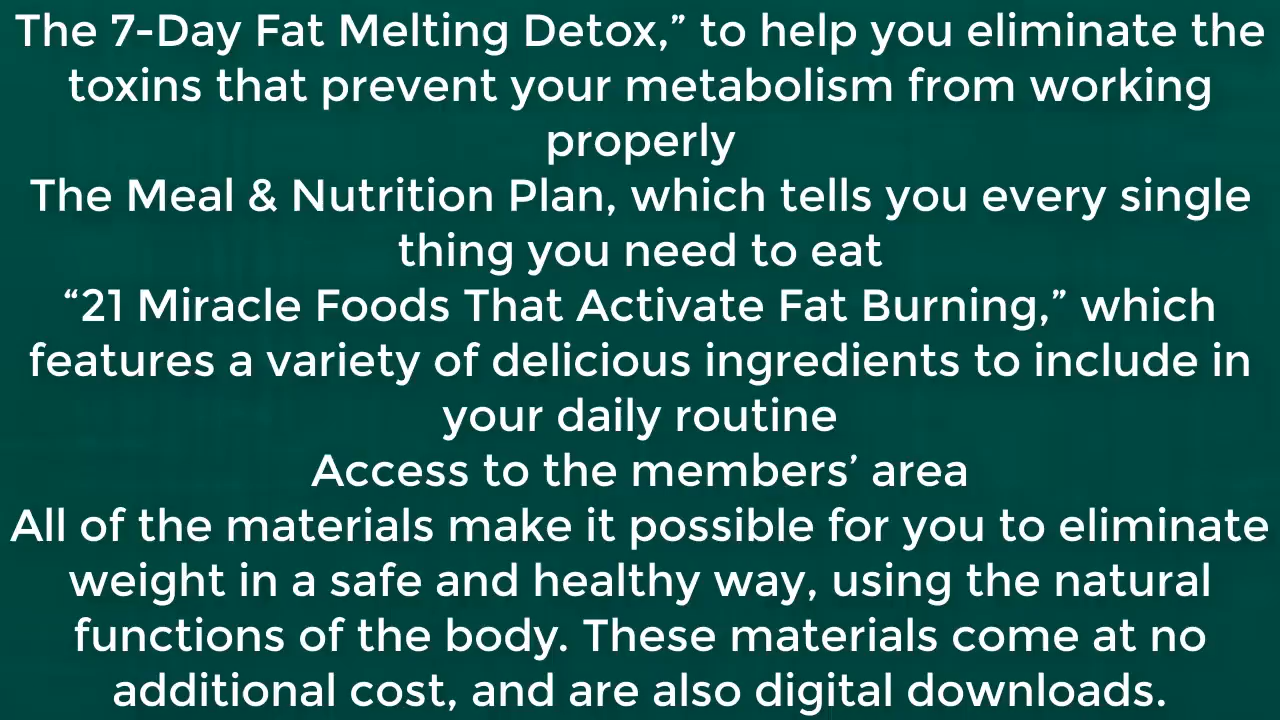 The 7-Day Fat Melting Detox,” to help you eliminate the
toxins that prevent your metabolism from working
properly
The Meal & Nutrition Plan, which tells you every single
thing you need to eat
“21 Miracle Foods That Activate Fat Burning,” which
features a variety of delicious ingredients to include in
your daily routine
Access to the members’ area
All of the materials make it possible for you to eliminate
weight in a safe and healthy way, using the natural
functions of the body. These materials come at no
additional cost, and are also digital downloads.